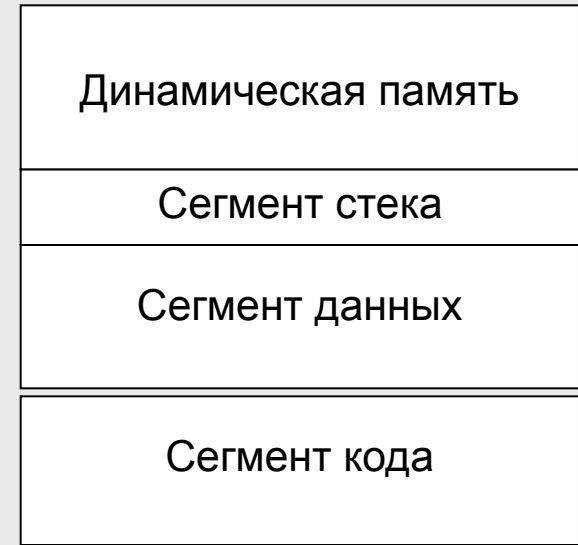 Динамическая память
Сегмент стека
Сегмент данных
Сегмент кода